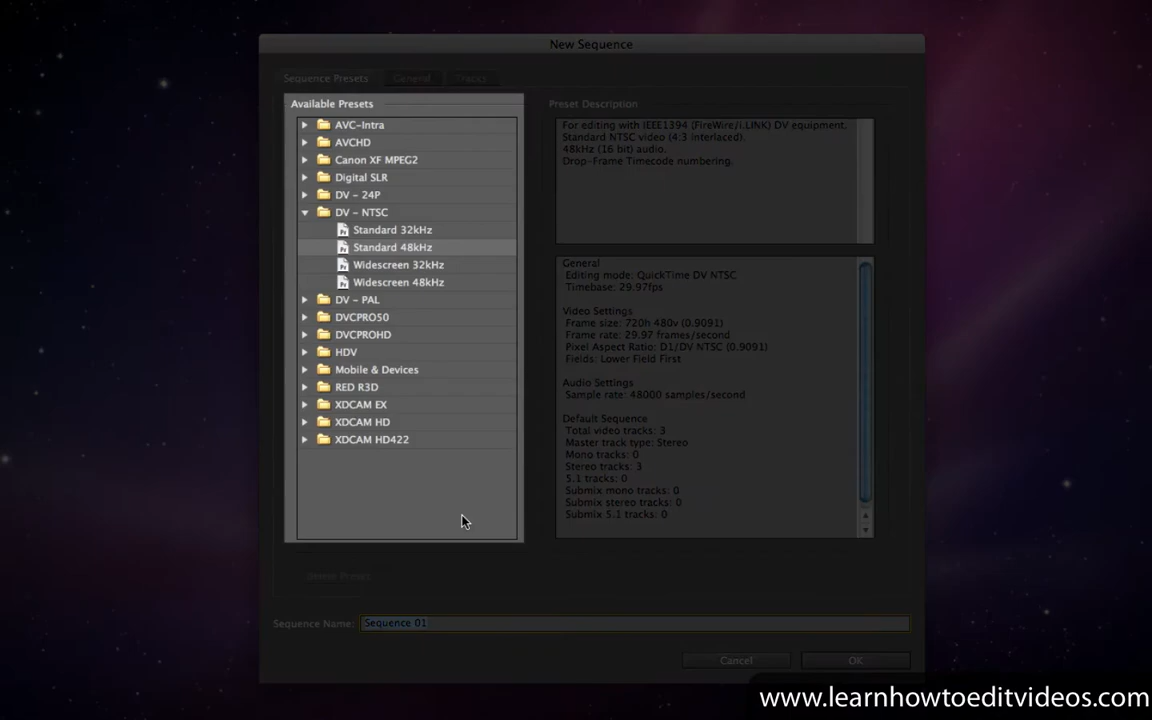 New Sequence
Sequence Presets
General
Tracks
Available Presets
AVC-Intra
AVCHD
Canon XF MPEG2
Digital SLR
DV - 24P
DV - NTSC
Standard 32kHz
Standard 48kHz
Widescreen 32kHz
Widescreen 48kHz
DV - PAL
DVCPRO50
DVCPROHD
HDV
Mobile & Devices
RED R3D
XDCAM EX
XDCAM HD
XDCAM HD422
Preset Description
For editing with IEEE1394 (FireWire/i.LINK) DV equipment.
Standard NTSC video (4:3 interlaced).
48kHz (16 bit) audio.
Drop-Frame Timecode numbering.
General
Editing mode: QuickTime DV NTSC
Timebase: 29.97fps
Video Settings
Frame size: 720h 480v (0.9091)
Frame rate: 29.97 frames/second
Pixel Aspect Ratio: D1/DV NTSC (0.9091)
Fields: Lower Field First
Audio Settings
Sample rate: 48000 samples/second
Default Sequence
Total video tracks: 3
Master track type: Stereo
Mono tracks: 0
Stereo tracks: 3
5.1 tracks: 0
Submix mono tracks: 0
Submix stereo tracks: 0
Submix 5.1 tracks: 0
Delete Preset
Sequence Name: Sequence 01
Cancel
OK
www.learnhowtoeditvideos.com